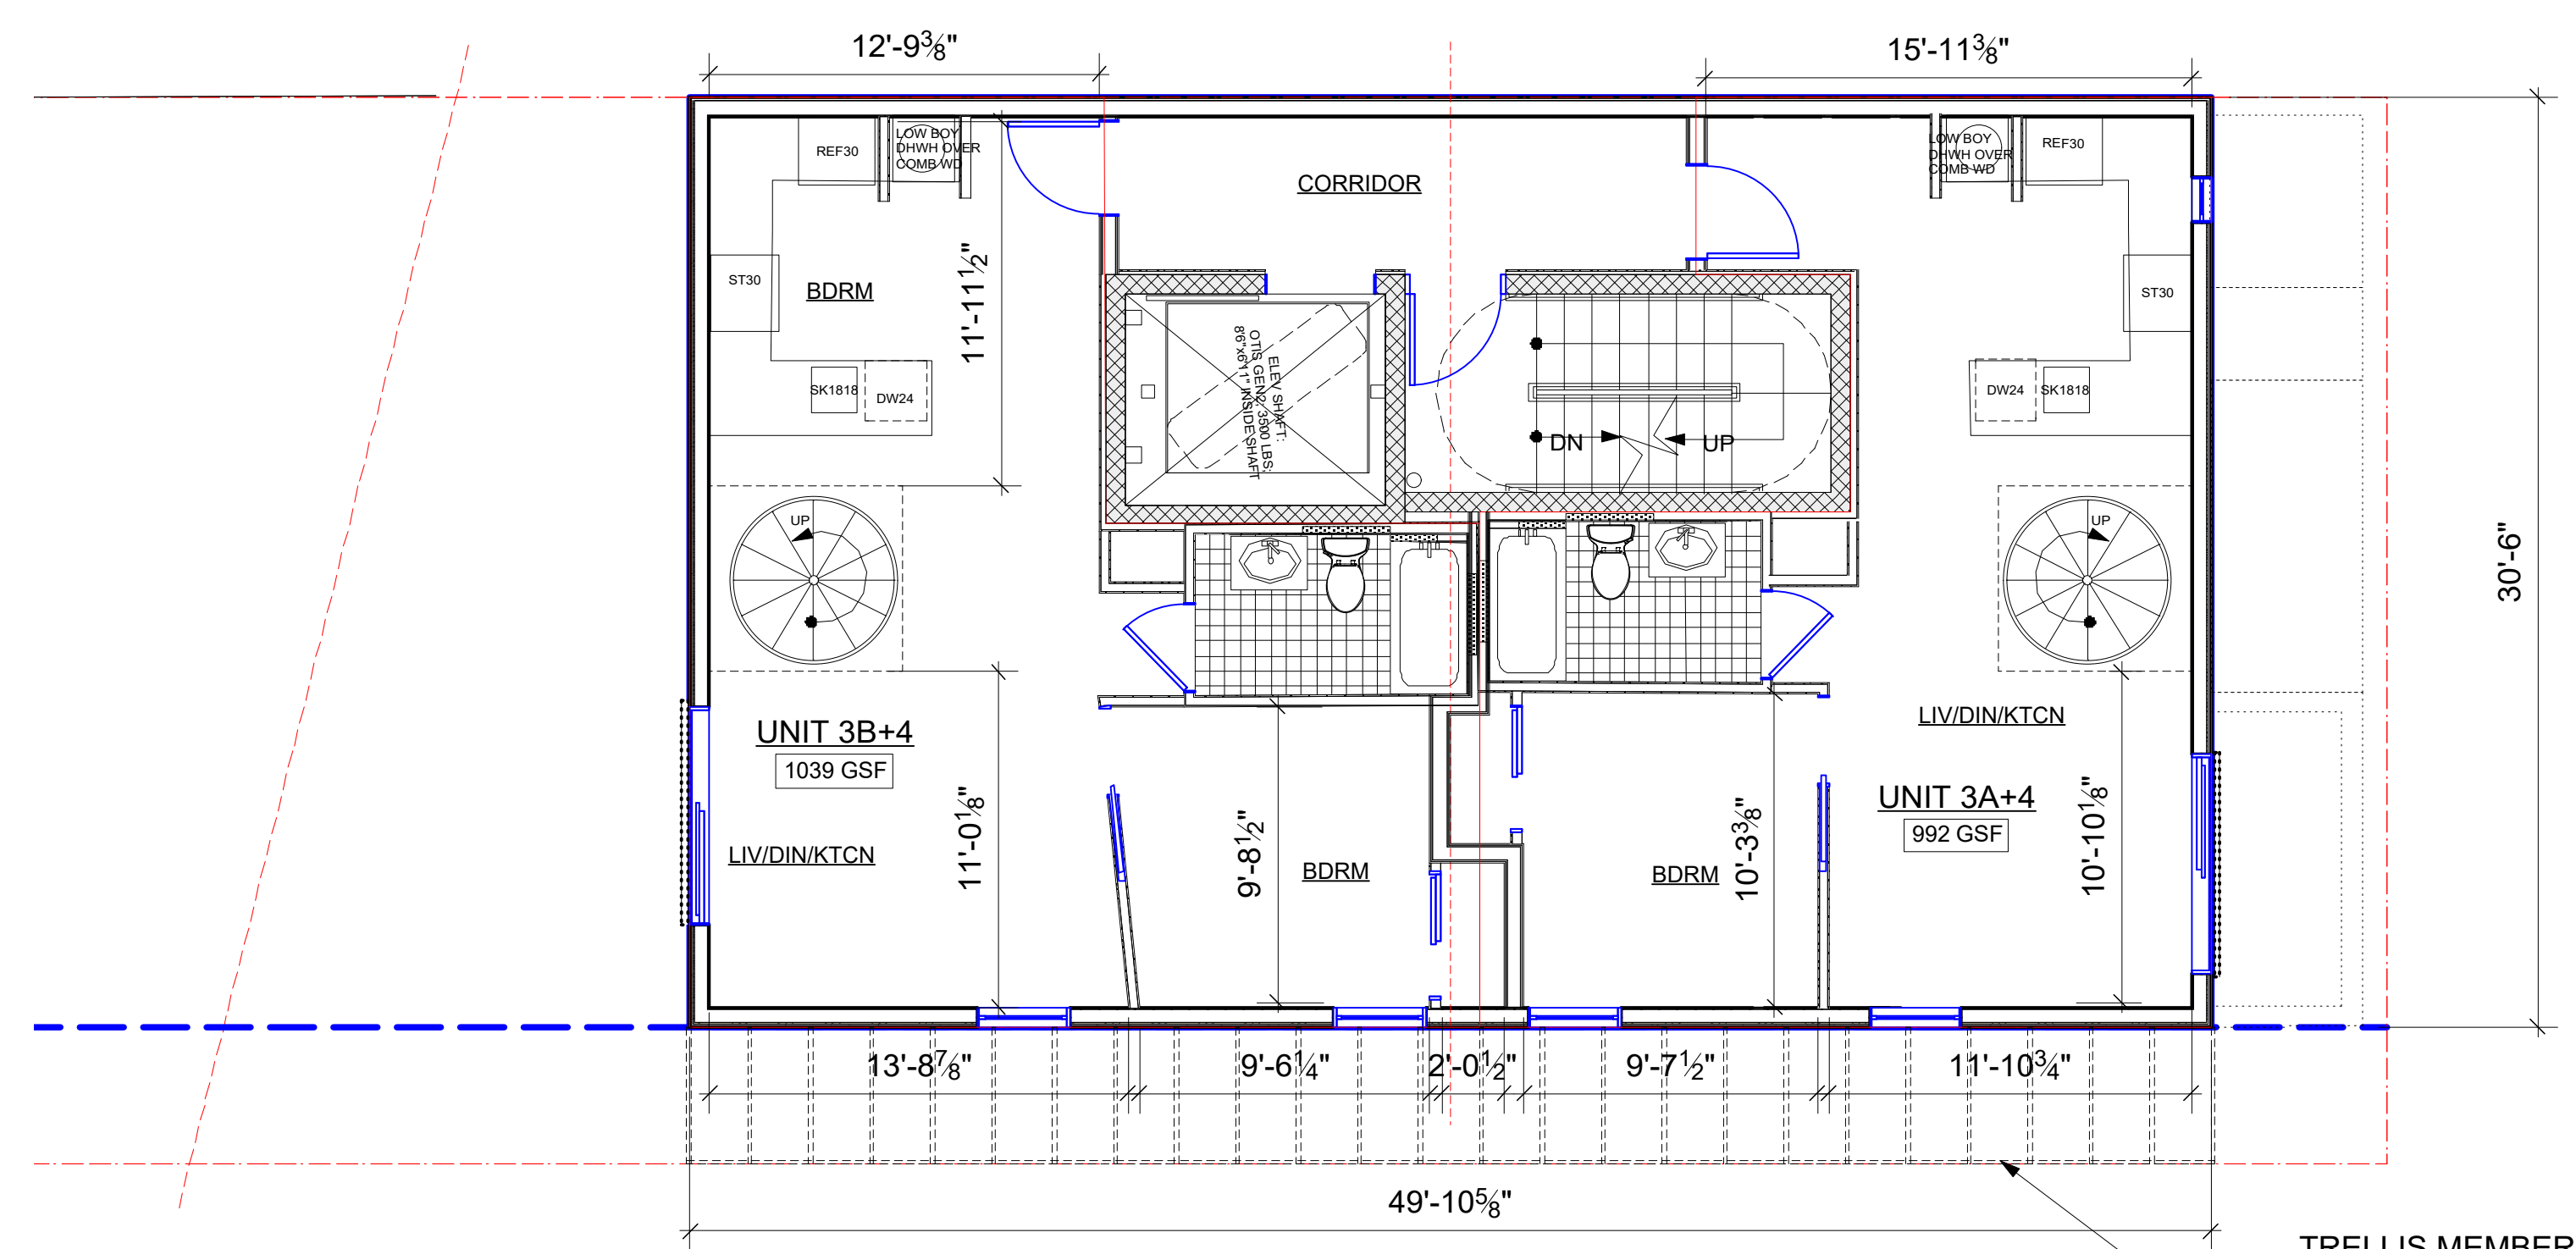 12'-9⅜"
15'-11⅜"
LOW BOY
DHWH OVER
COMB WD
REF30
CORRIDOR
LOW BOY
DHWH OVER
COMB WD
REF30
ST30
BDRM
11'-11½"
ST30
ELEV SHAFT:
OTIS GEN2, 3500 LBS;
8'6"x6'11" INSIDE SHAFT
SK1818
DW24
DW24
SK1818
DN
UP
UP
UP
30'-6"
UNIT 3B+4
1039 GSF
LIV/DIN/KTCN
11'-0⅛"
9'-8½"
BDRM
BDRM
10'-3⅜"
LIV/DIN/KTCN
UNIT 3A+4
992 GSF
10'-10⅛"
13'-8⅞"
9'-6¼"
2'-0½"
9'-7½"
11'-10¾"
49'-10⅝"
TRELLIS MEMBER